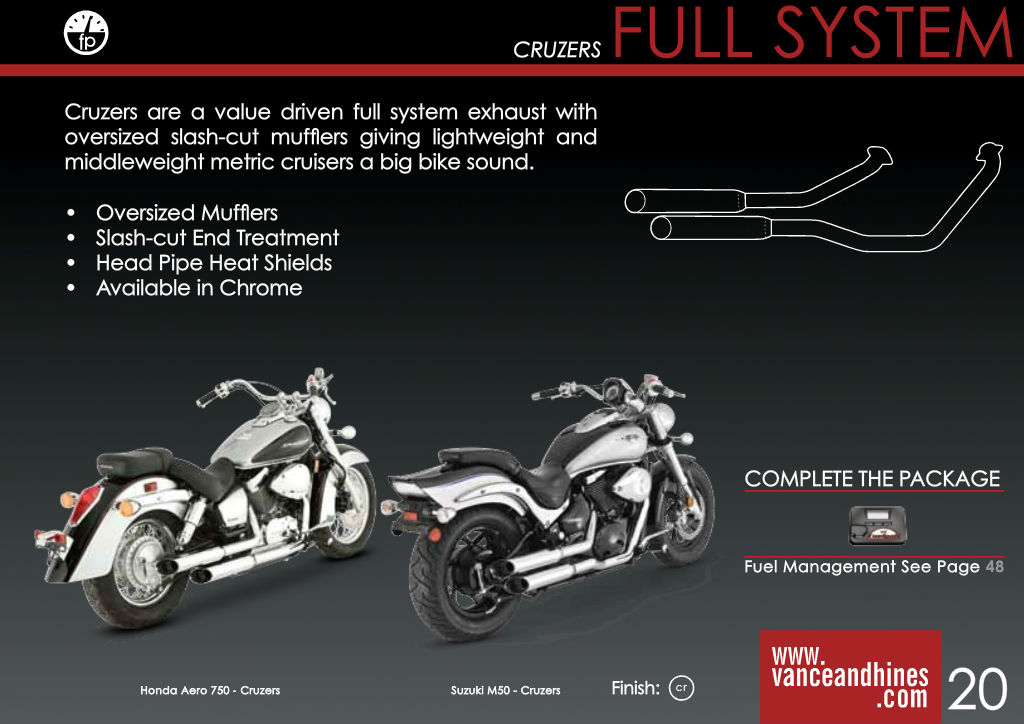 fp
CRUZERS FULL SYSTEM
Cruzers are a value driven full system exhaust with
oversized slash-cut mufflers giving lightweight and
middleweight metric cruisers a big bike sound.
• Oversized Mufflers
• Slash-cut End Treatment
• Head Pipe Heat Shields
• Available in Chrome
COMPLETE THE PACKAGE
Fuel Management See Page 48
Honda Aero 750 - Cruzers
Suzuki M50 - Cruzers
Finish: cr
www.
vanceandhines
.com
20